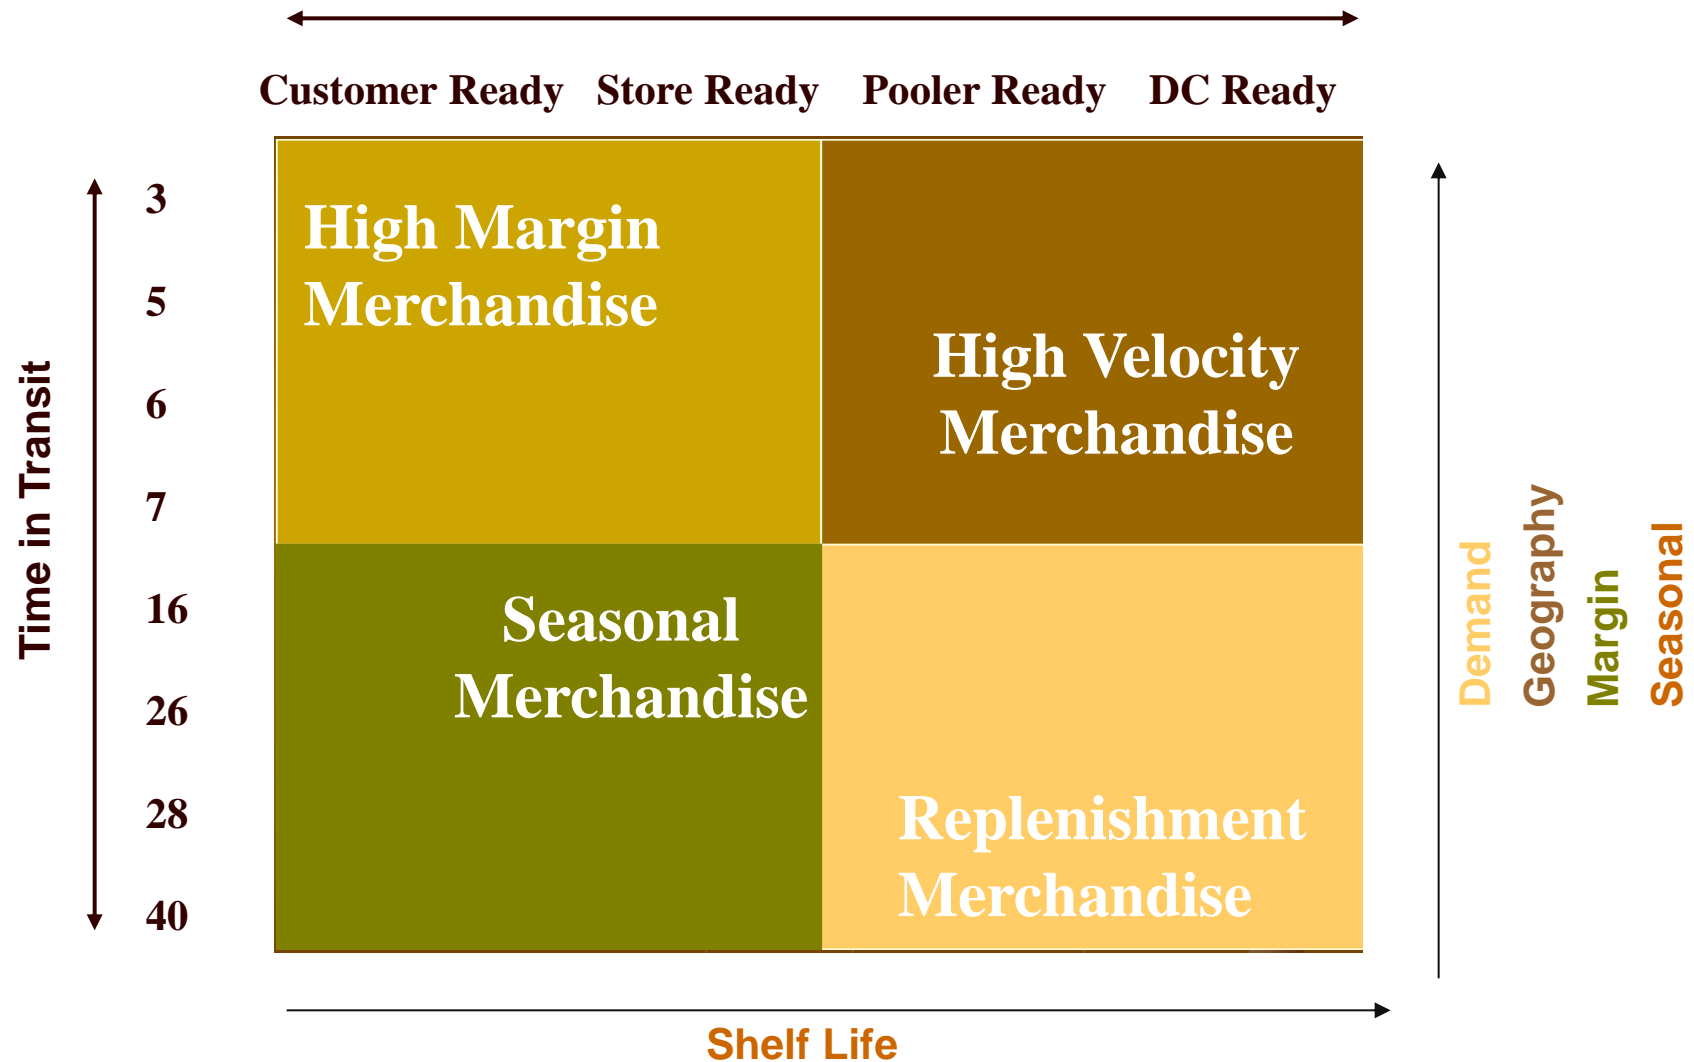 Customer Ready Store Ready Pooler Ready DC Ready
Time in Transit
3
5
6
7
16
26
28
40
High Margin
Merchandise
High Velocity
Merchandise
Seasonal
Merchandise
Replenishment
Merchandise
Demand
Geography
Margin
Seasonal
Shelf Life